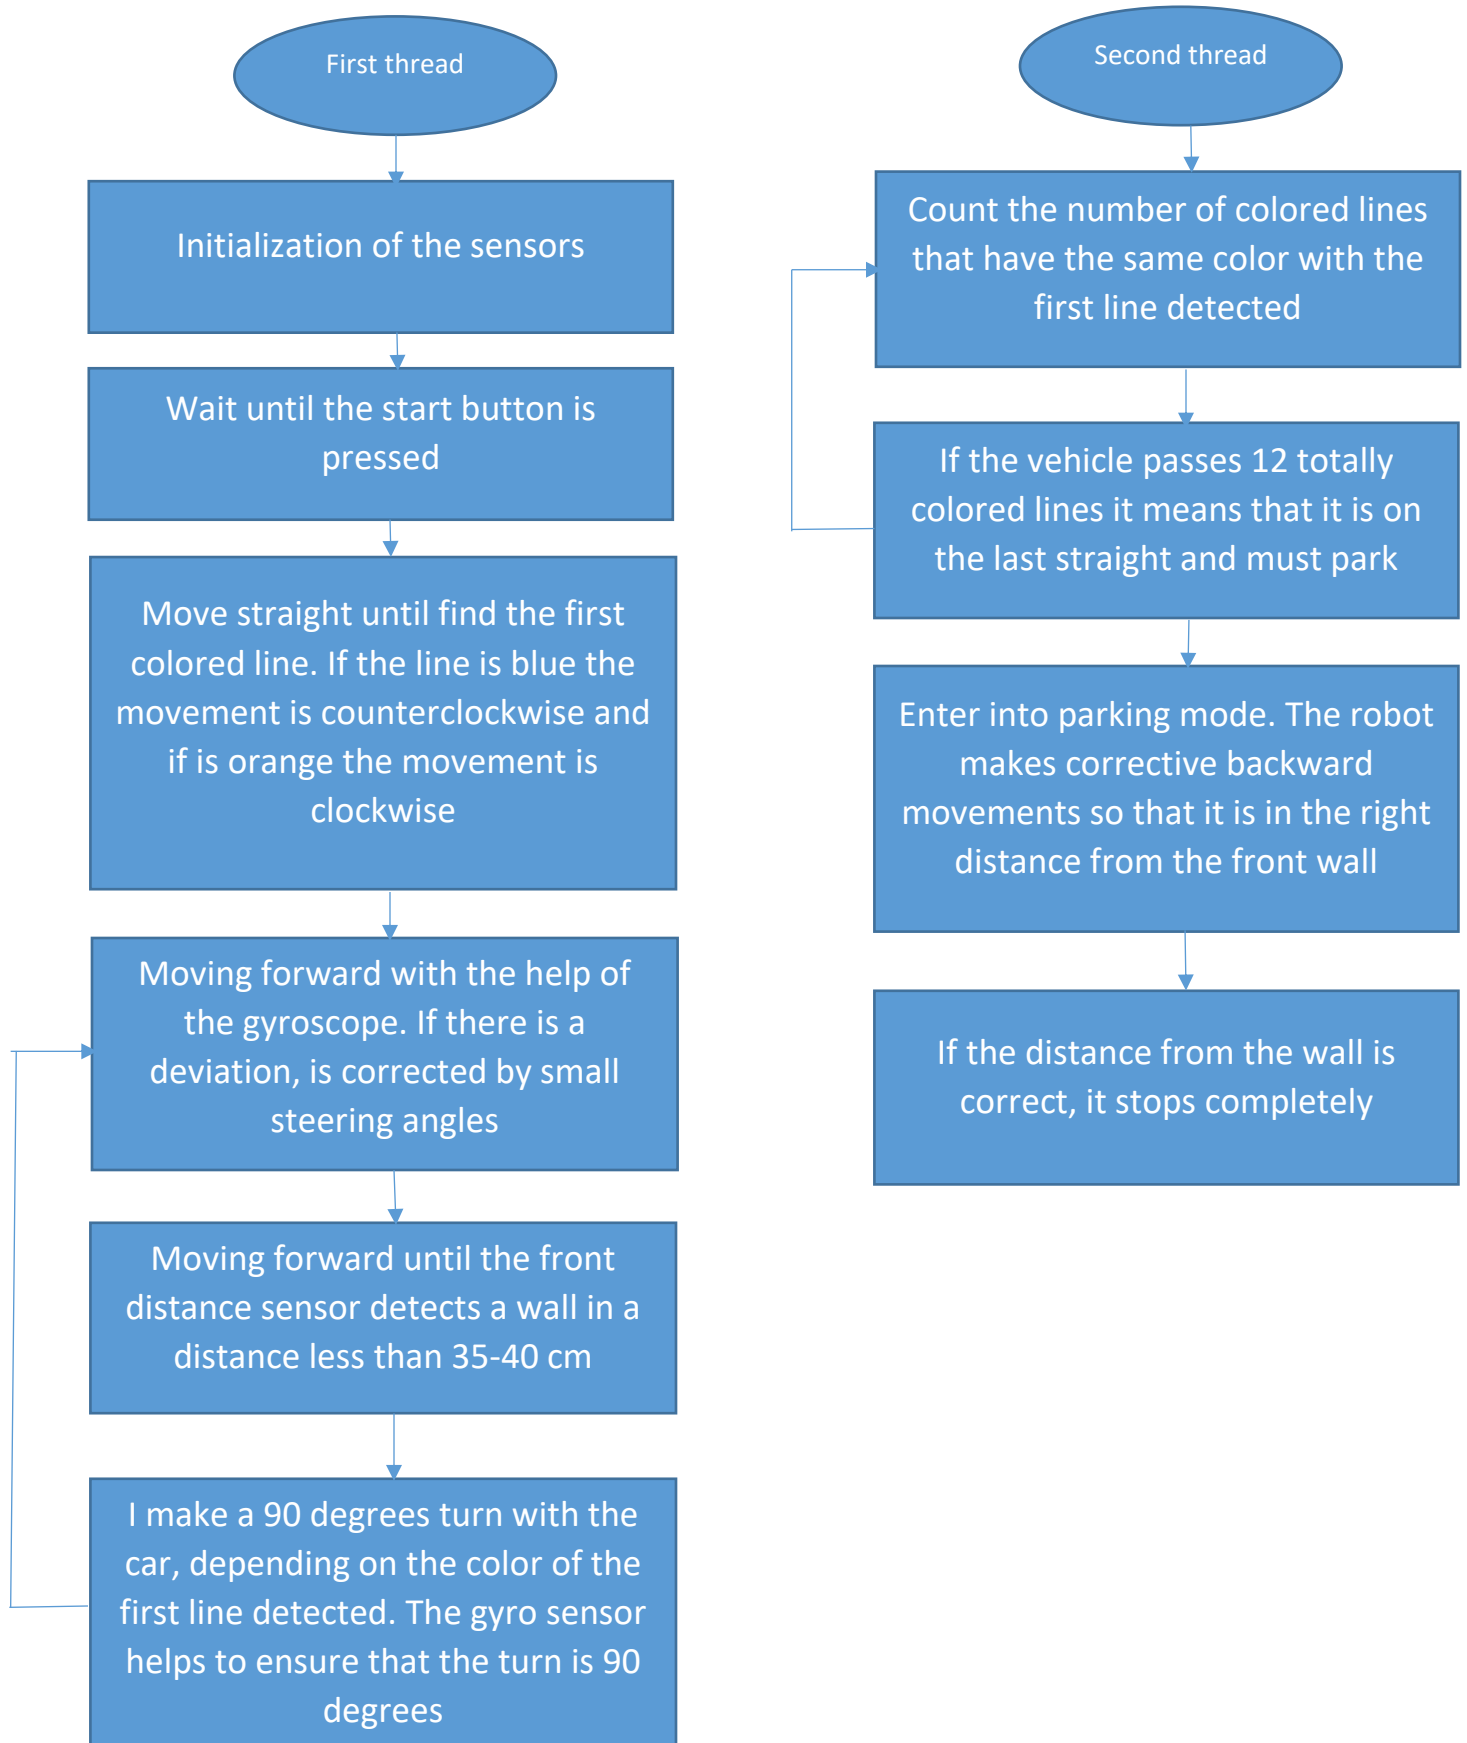 First thread
Initialization of the sensors
Wait until the start button is
pressed
Move straight until find the first
colored line. If the line is blue the
movement is counterclockwise and
if is orange the movement is
clockwise
Moving forward with the help of
the gyroscope. If there is a
deviation, is corrected by small
steering angles
Moving forward until the front
distance sensor detects a wall in a
distance less than 35-40 cm
I make a 90 degrees turn with the
car, depending on the color of the
first line detected. The gyro sensor
helps to ensure that the turn is 90
degrees
Second thread
Count the number of colored lines
that have the same color with the
first line detected
If the vehicle passes 12 totally
colored lines it means that it is on
the last straight and must park
Enter into parking mode. The robot
makes corrective backward
movements so that it is in the right
distance from the front wall
If the distance from the wall is
correct, it stops completely